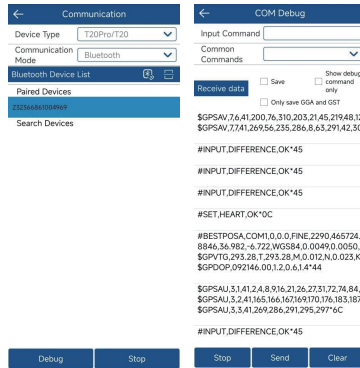 Communication
Device Type
T20Pro/T20
Communication Mode
Bluetooth
Bluetooth Device List
Paired Devices
Z32366861004969
Search Devices
Debug
Stop
COM Debug
Input Command
Common Commands
Receive data
Save
Show debug command only
Only save GGA and GST
$GPSAV,7,6,41,200,76,310,203,21,45,219,48,12
$GPSAV,7,7,41,269,56,235,286,8,63,291,42,30
#INPUT,DIFFERENCE,OK*45
#INPUT,DIFFERENCE,OK*45
#INPUT,DIFFERENCE,OK*45
#SET,HEART,OK*0C
#BESTPOSA,COM1,0,0.0,FINE,2290,465724.
8846,36.982,-6.722,WGS84,0.0049,0.0050,
$GPVTG,293.28,T,293.28,M,0.012,N,0.023,K
$GPDOP,092146.00,1.2,0.6,1.4*44
$GPSAU,3,1,41,2,4,8,9,16,21,26,27,31,72,74,84,
$GPSAU,3,2,41,165,166,167,169,170,176,183,187
$GPSAU,3,3,41,269,286,291,295,297*6C
#INPUT,DIFFERENCE,OK*45
Stop
Send
Clear